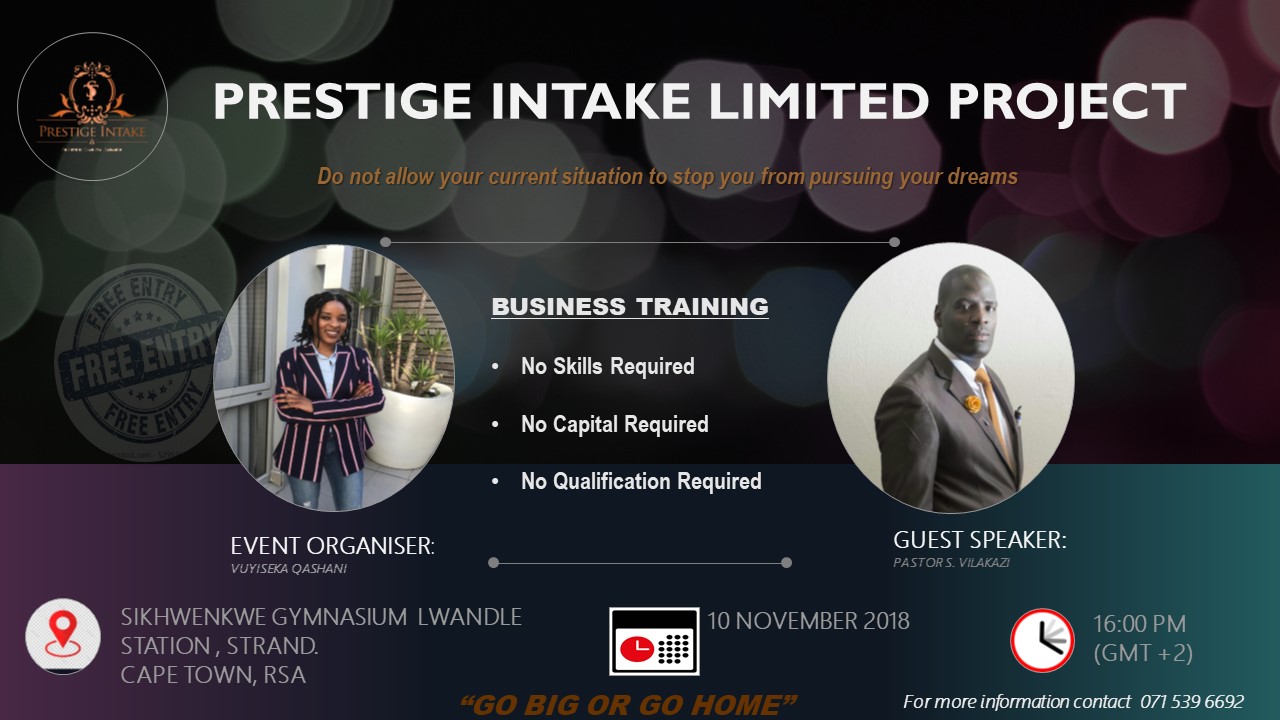 PRESTIGE INTAKE LIMITED PROJECT
PRESTIGE INTAKE
&
Do not allow your current situation to stop you from pursuing your dreams
FREE ENTRY
FREE ENTRY
FREE ENTRY
BUSINESS TRAINING
• No Skills Required
• No Capital Required
• No Qualification Required
EVENT ORGANISER:
VUYISEKA QASHANI
GUEST SPEAKER:
PASTOR S. VILAKAZI
SIKHWENKWE GYMNASIUM LWANDLE
STATION , STRAND.
CAPE TOWN, RSA
10 NOVEMBER 2018
16:00 PM
(GMT +2)
“GO BIG OR GO HOME”
For more information contact 071 539 6692